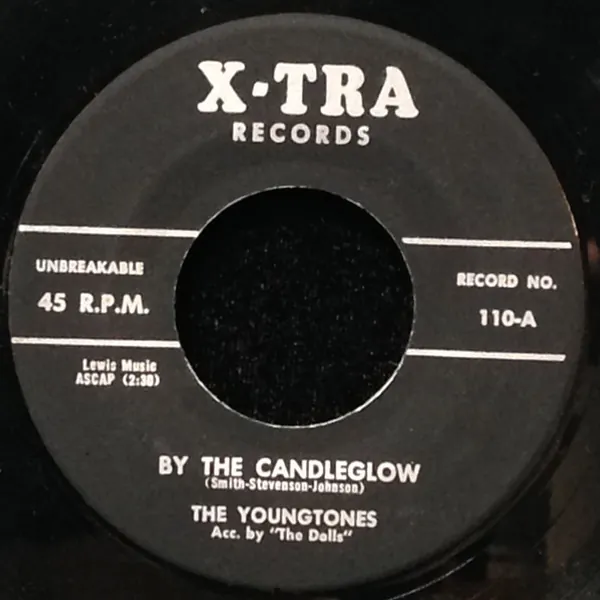 X-TRA
RECORDS
UNBREAKABLE
45 R.P.M.
RECORD NO.
110-A
Lewis Music
ASCAP (2:30)
BY THE CANDLEGLOW
(Smith-Stevenson-Johnson)
THE YOUNGTONES
Acc. by "The Dolls"